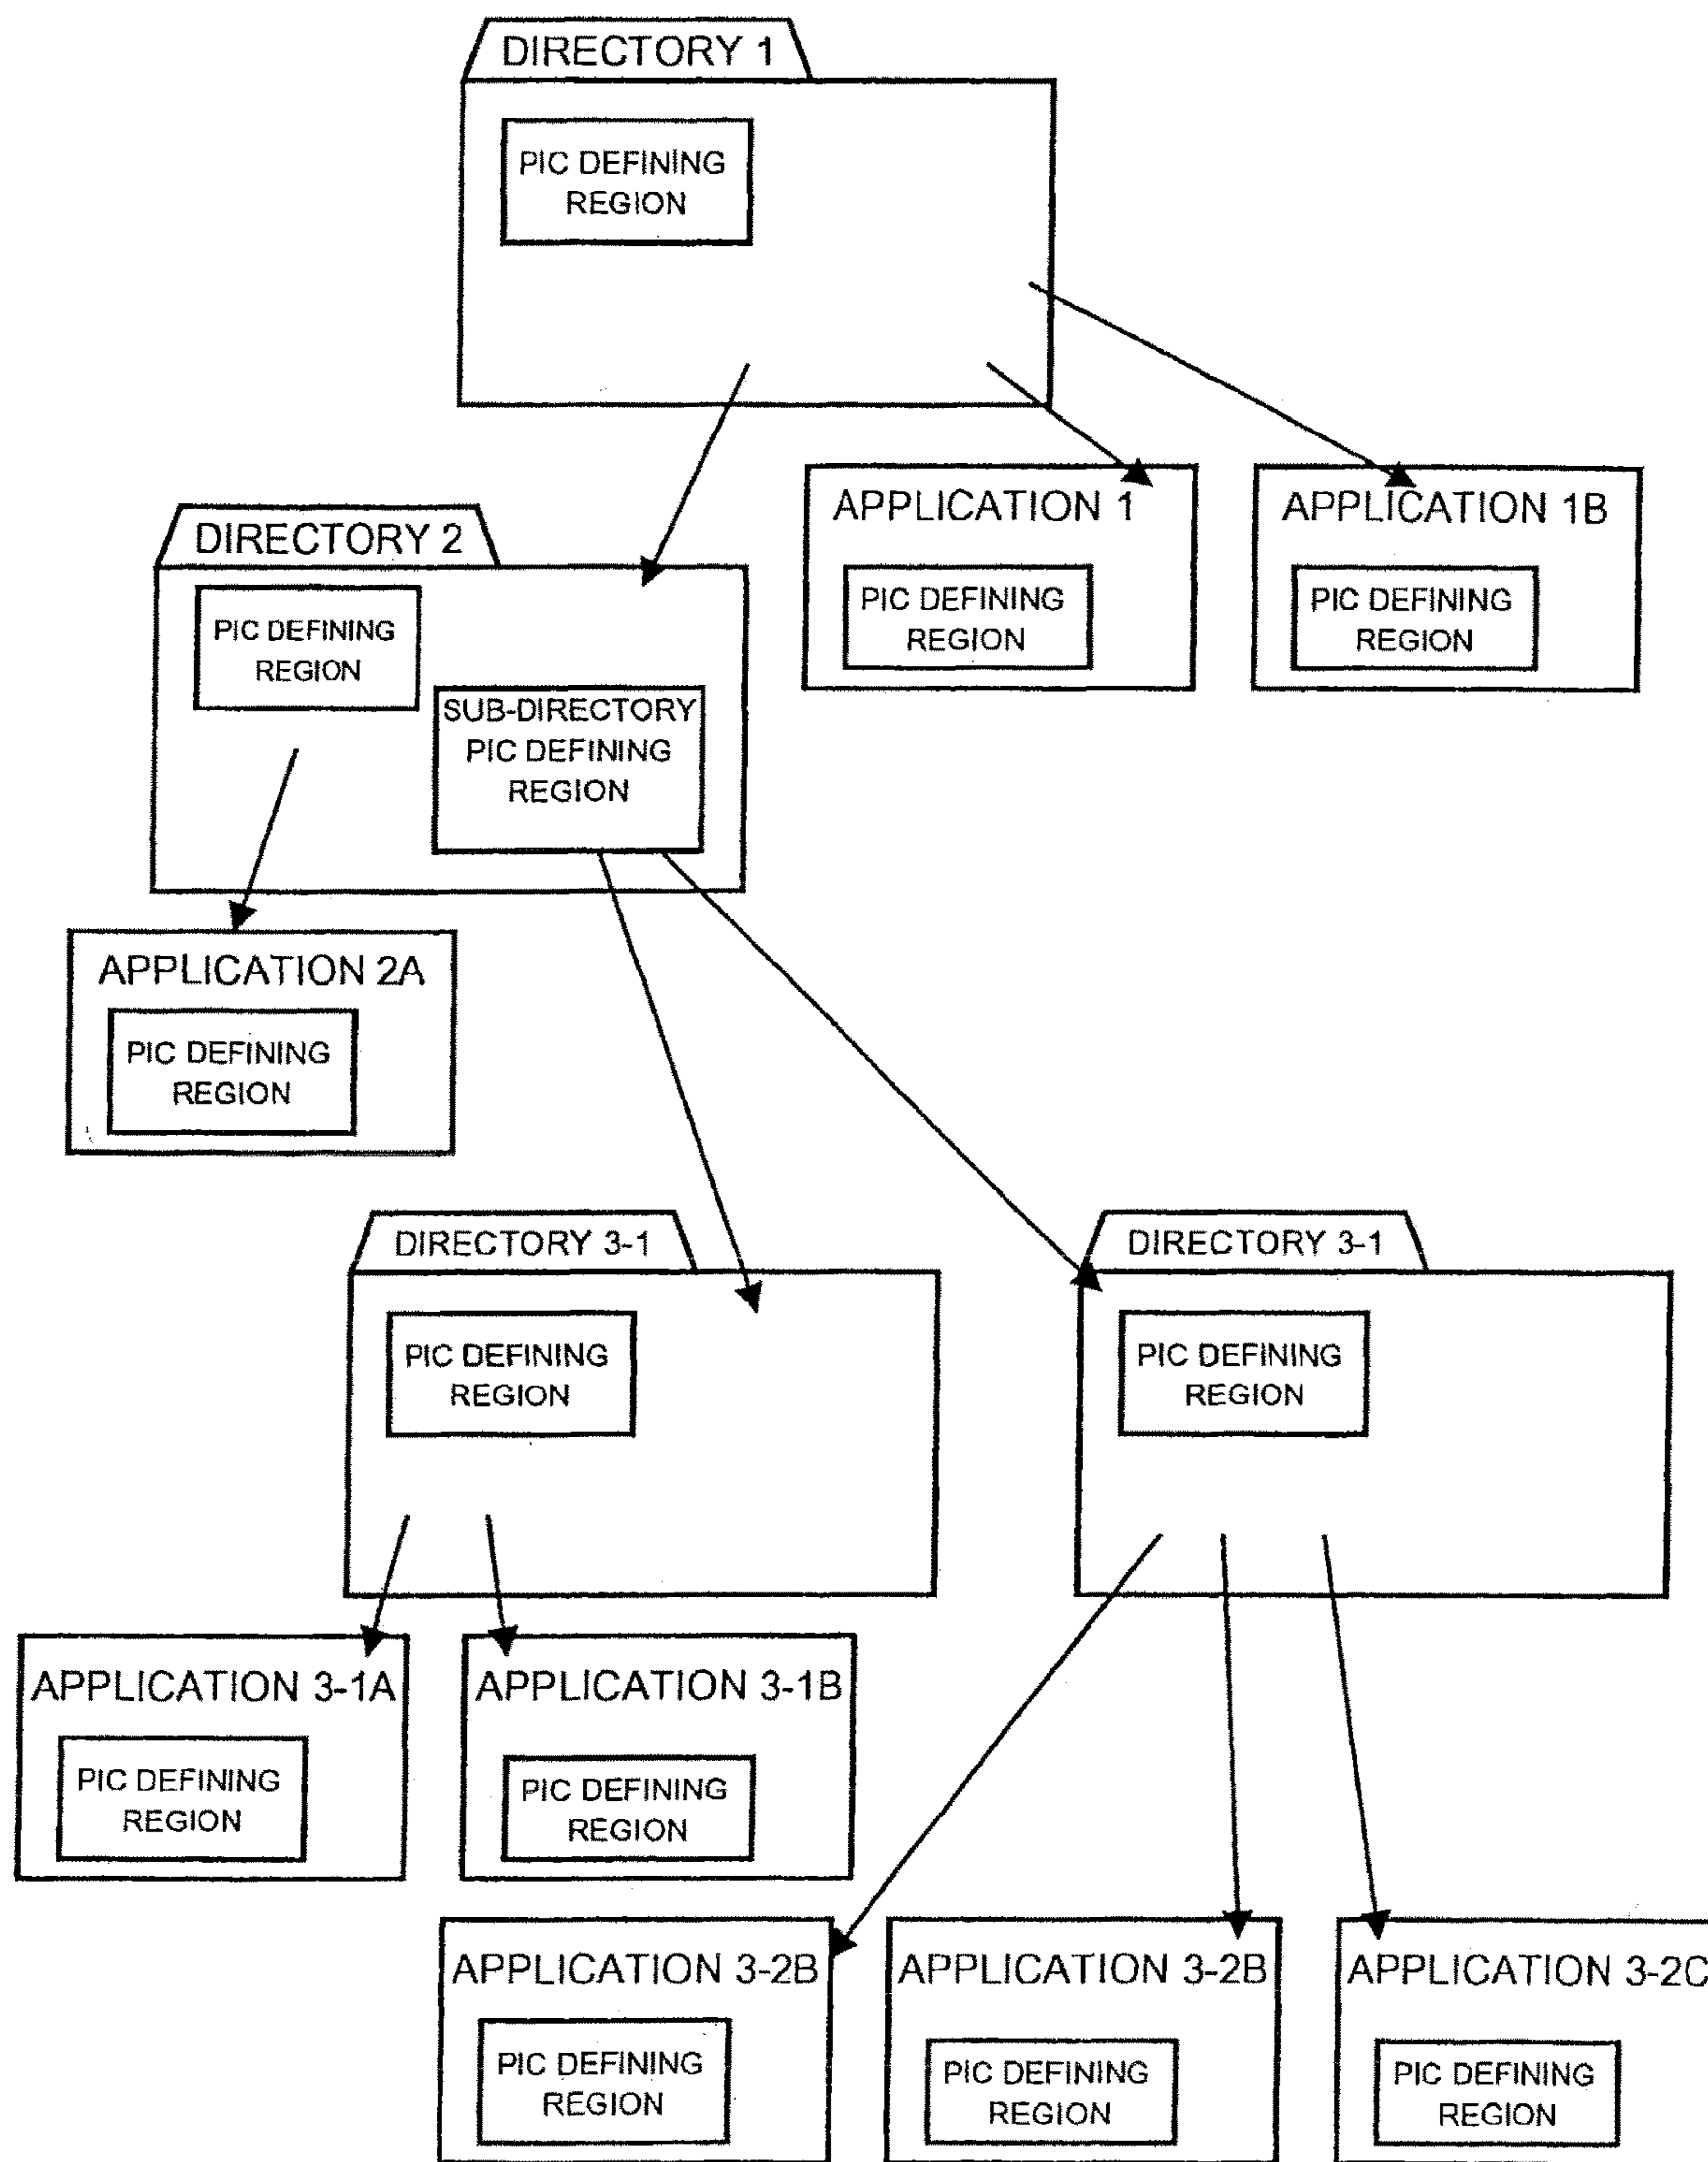 DIRECTORY 1
PIC DEFINING
REGION
APPLICATION 1
PIC DEFINING
REGION
APPLICATION 1B
PIC DEFINING
REGION
DIRECTORY 2
PIC DEFINING
REGION
SUB-DIRECTORY
PIC DEFINING
REGION
APPLICATION 2A
PIC DEFINING
REGION
DIRECTORY 3-1
PIC DEFINING
REGION
DIRECTORY 3-1
PIC DEFINING
REGION
APPLICATION 3-1A
PIC DEFINING
REGION
APPLICATION 3-1B
PIC DEFINING
REGION
APPLICATION 3-2B
PIC DEFINING
REGION
APPLICATION 3-2B
PIC DEFINING
REGION
APPLICATION 3-2C
PIC DEFINING
REGION